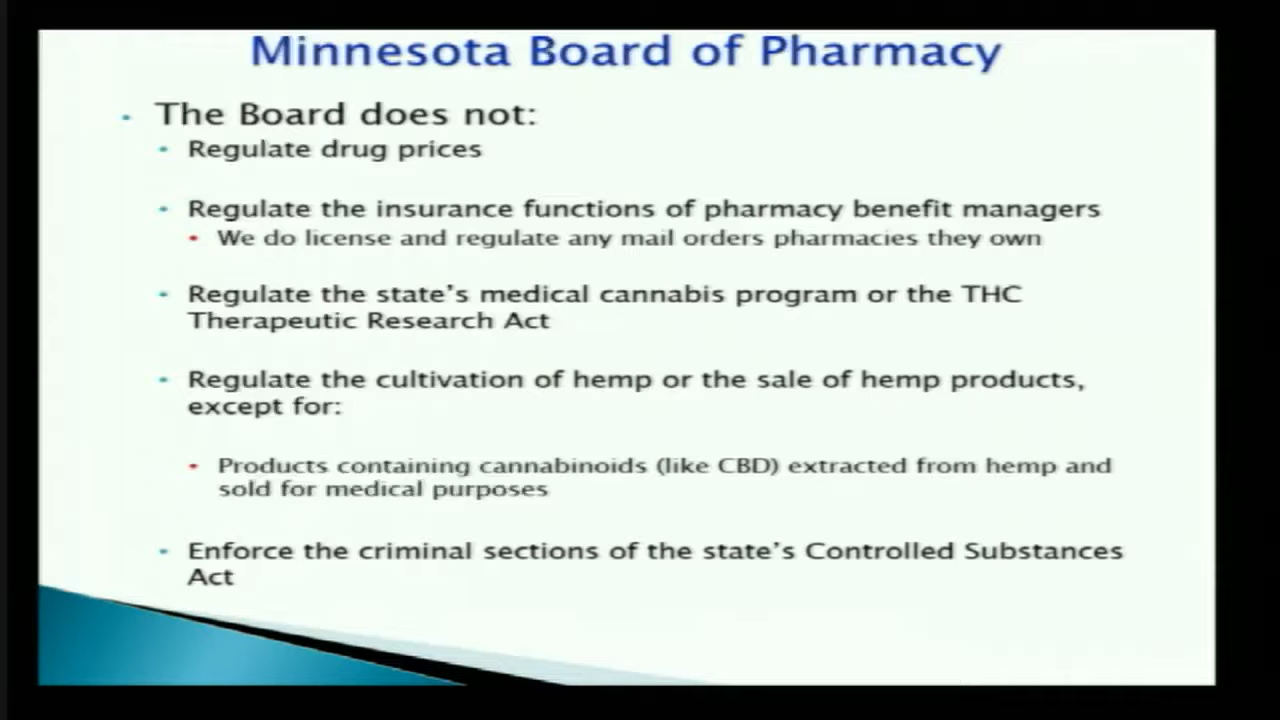 Minnesota Board of Pharmacy
• The Board does not:
• Regulate drug prices
• Regulate the insurance functions of pharmacy benefit managers
• We do license and regulate any mail orders pharmacies they own
• Regulate the state's medical cannabis program or the THC
Therapeutic Research Act
• Regulate the cultivation of hemp or the sale of hemp products,
except for:
• Products containing cannabinoids (like CBD) extracted from hemp and
sold for medical purposes
• Enforce the criminal sections of the state's Controlled Substances
Act